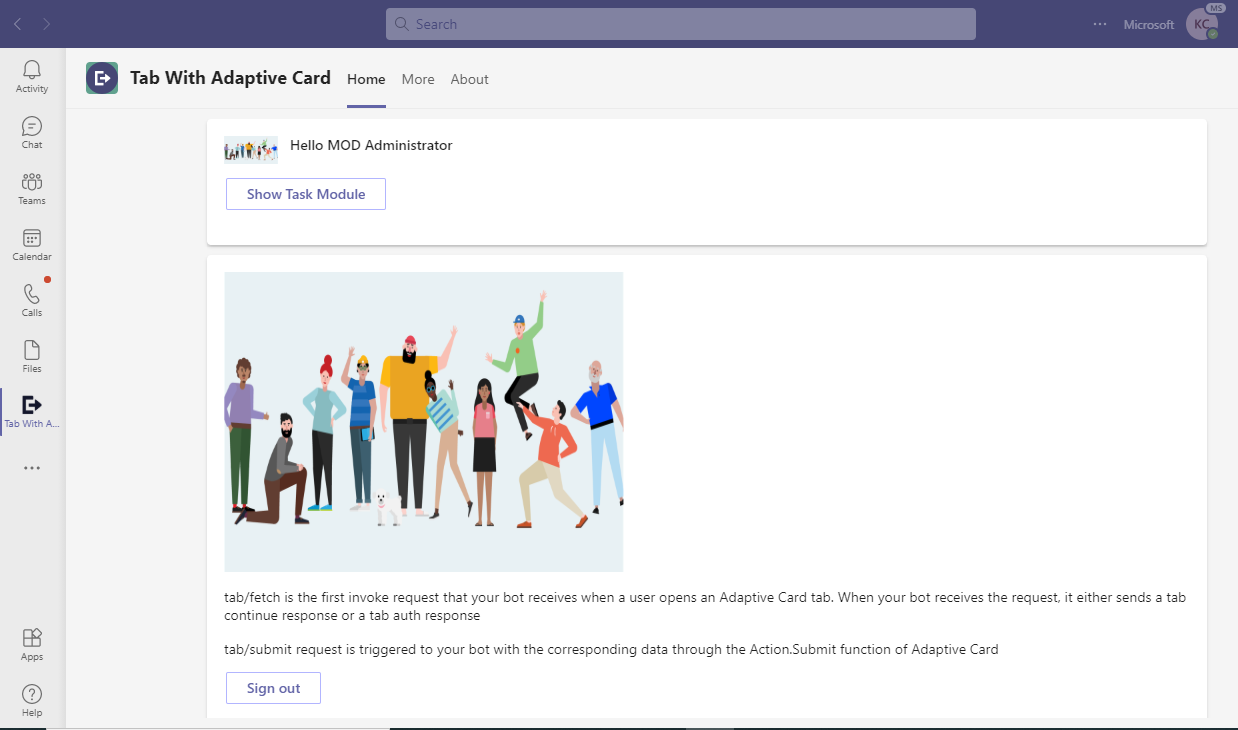 Search
Microsoft
KC
MS
Activity
Chat
Teams
Calendar
Calls
Files
Tab With A...
Apps
Help
Tab With Adaptive Card
Home
More
About
Hello MOD Administrator
Show Task Module
tab/fetch is the first invoke request that your bot receives when a user opens an Adaptive Card tab. When your bot receives the request, it either sends a tab
continue response or a tab auth response
tab/submit request is triggered to your bot with the corresponding data through the Action.Submit function of Adaptive Card
Sign out